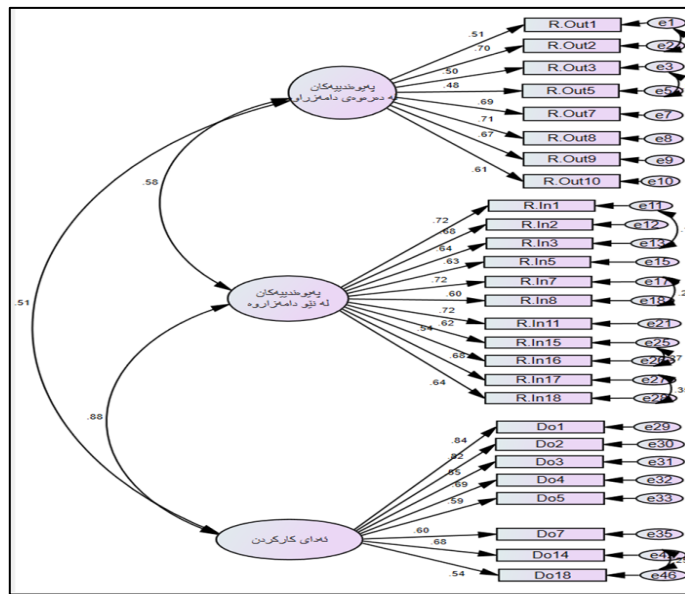 .51 R.Out1 e1
.70 R.Out2 e2
.50 R.Out3 e3
.48 R.Out5 e5
.69 R.Out7 e7
.71 R.Out8 e8
.67 R.Out9 e9
.61 R.Out10 e10
پەیوەندییەکان
دەرەوەی
.58
.72 R.In1 e11
.68 R.In2 e12
.64 R.In3 e13
.63 R.In5 e15
.72 R.In7 e17
.60 R.In8 e18
.72 R.In11 e21
.62 R.In15 e25
.54 R.In16 e26
.68 R.In17 e27
.64 R.In18 e28
پەیوەندییەکان
لە نێو دامەزاروە
.51
.88
.84 Do1 e29
.82 Do2 e30
Do3 e31
.69 Do4 e32
.59 Do5 e33
.60 Do7 e35
.68 Do14
.54 Do18 e46
ئەدای کارکردن